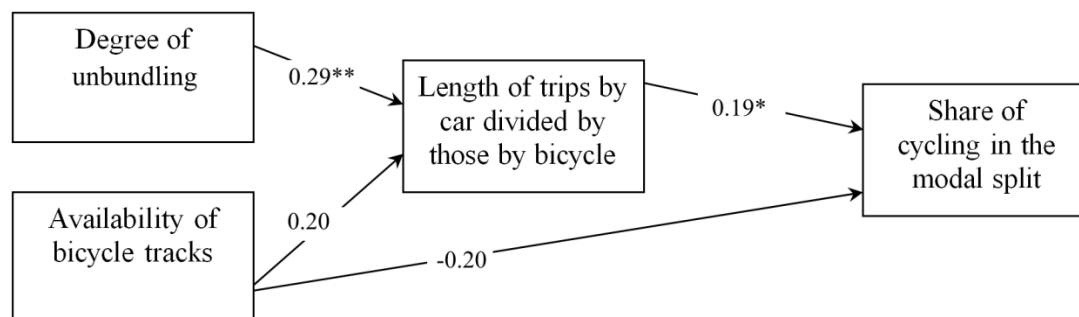 Degree of
unbundling
0.29**
Length of trips by
car divided by
those by bicycle
0.19*
Share of
cycling in the
modal split
Availability of
bicycle tracks
0.20
-0.20